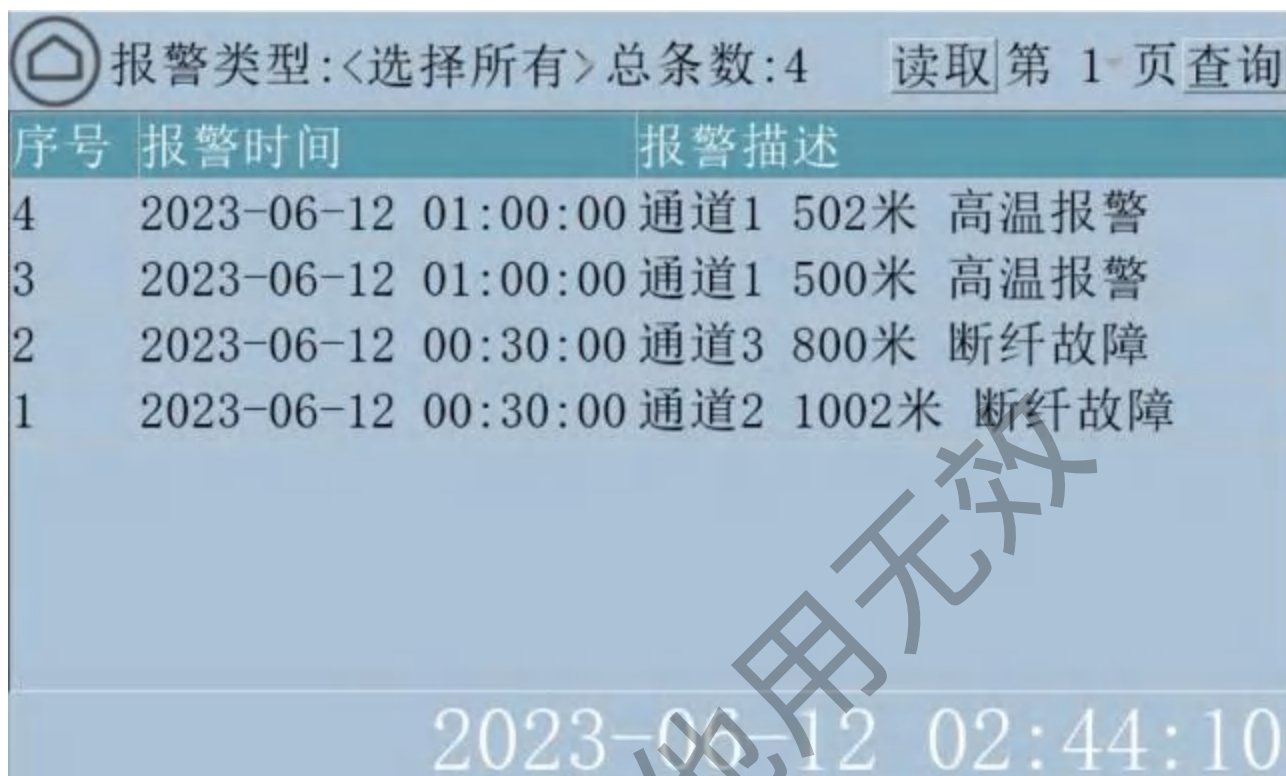 报警类型:<选择所有>总条数:4 读取 第 1 页 查询
序号 报警时间 报警描述
4 2023-06-12 01:00:00 通道1 502米 高温报警
3 2023-06-12 01:00:00 通道1 500米 高温报警
2 2023-06-12 00:30:00 通道3 800米 断纤故障
1 2023-06-12 00:30:00 通道2 1002米 断纤故障
2023-06-12 02:44:10
他用无效